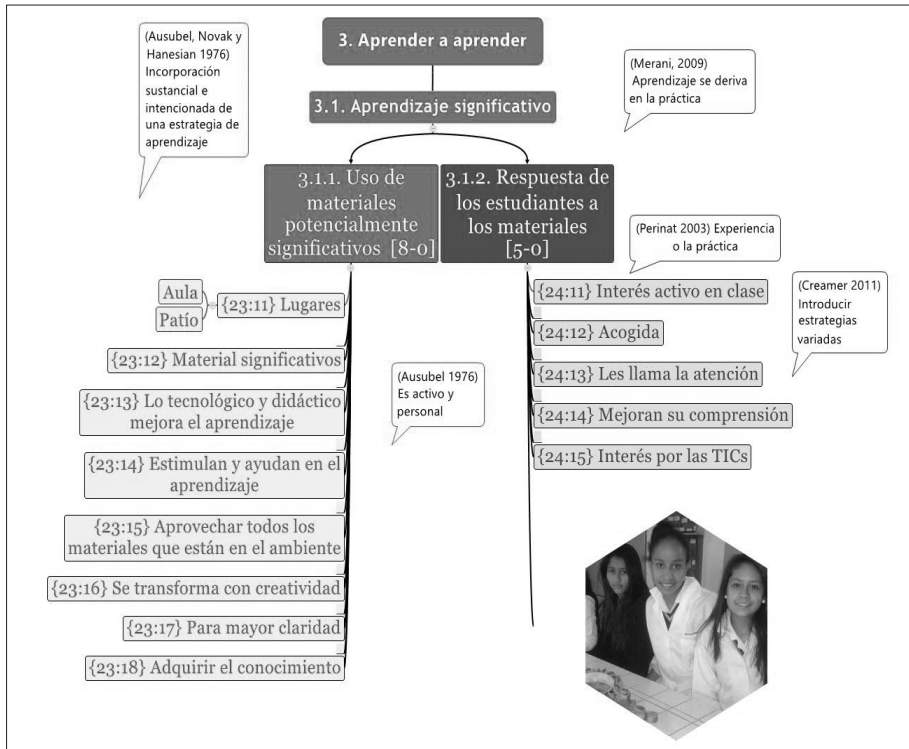 3. Aprender a aprender
3.1. Aprendizaje significativo
(Ausubel, Novak y
Hanesian 1976)
Incorporación
sustancial e
intencionada de
una estrategia de
aprendizaje
(Merani, 2009)
Aprendizaje se deriva
en la práctica
3.1.1. Uso de
materiales
potencialmente
significativos [8-0]
3.1.2. Respuesta de
los estudiantes a
los materiales
[5-0]
(Perinat 2003) Experiencia
o la práctica
(Creamer 2011)
Introducir
estrategias
variadas
Aula
Patío
{23:11} Lugares
{23:12} Material significativos
{23:13} Lo tecnológico y didáctico
mejora el aprendizaje
{23:14} Estimulan y ayudan en el
aprendizaje
{23:15} Aprovechar todos los
materiales que están en el ambiente
{23:16} Se transforma con creatividad
{23:17} Para mayor claridad
{23:18} Adquirir el conocimiento
(Ausubel 1976)
Es activo y
personal
{24:11} Interés activo en clase
{24:12} Acogida
{24:13} Les llama la atención
{24:14} Mejoran su comprensión
{24:15} Interés por las TICs